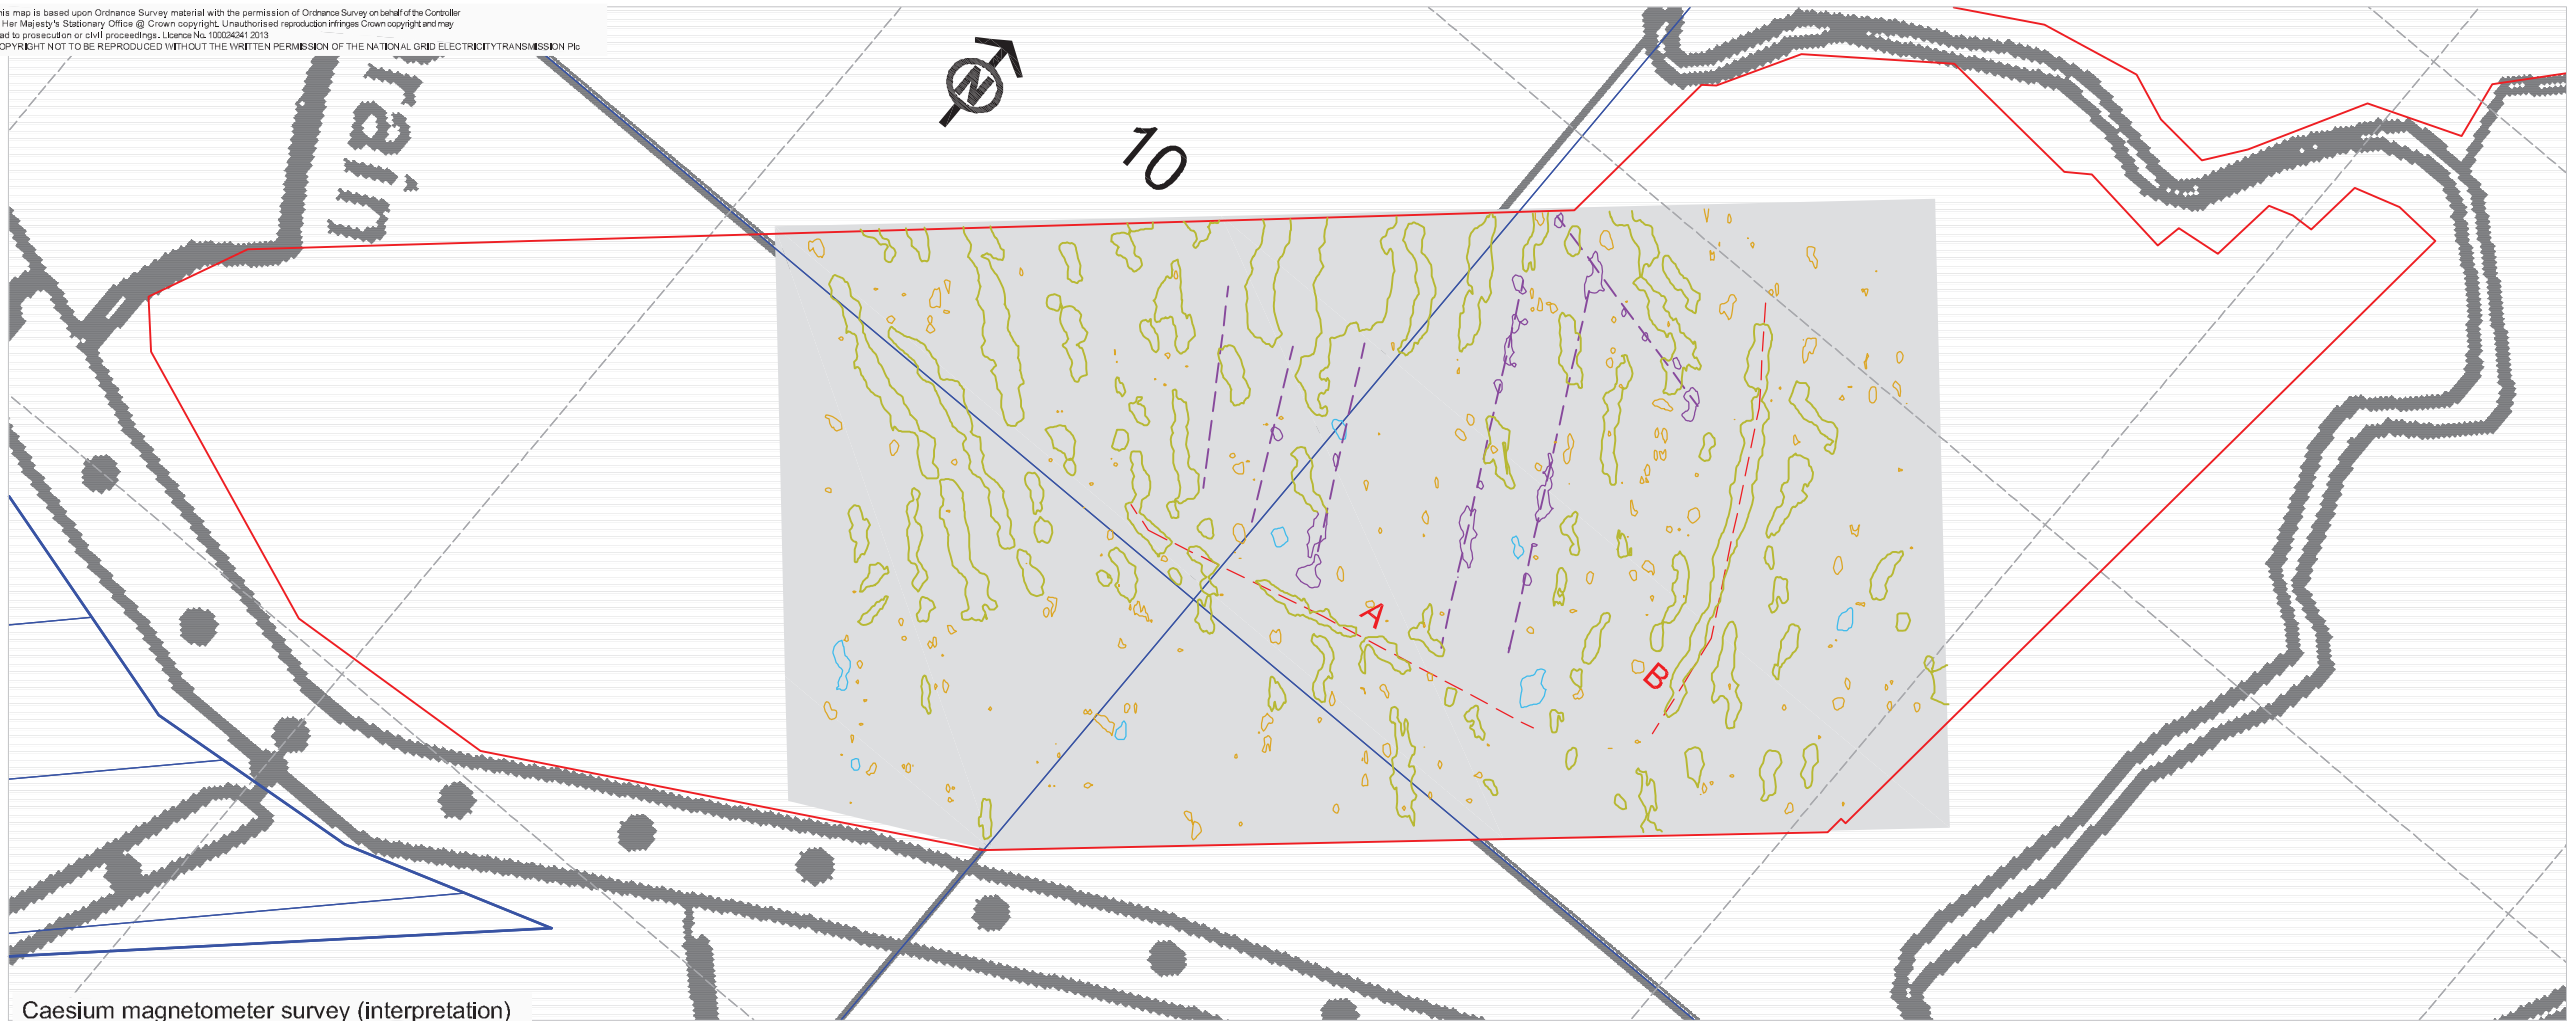 his map is based upon Ordnance Survey material with the permission of Ordnance Survey on behalf of the Controller
Her Majesty's Stationary Office @ Crown copyright. Unauthorised reproduction infringes Crown copyright and may
ad to prosecution or civil proceedings. Licence No. 100024241 2013
OPYRIGHT NOT TO BE REPRODUCED WITHOUT THE WRITTEN PERMISSION OF THE NATIONAL GRID ELECTRICITY TRANSMISSION Plc
N
10
A
B
Caesium magnetometer survey (interpretation)